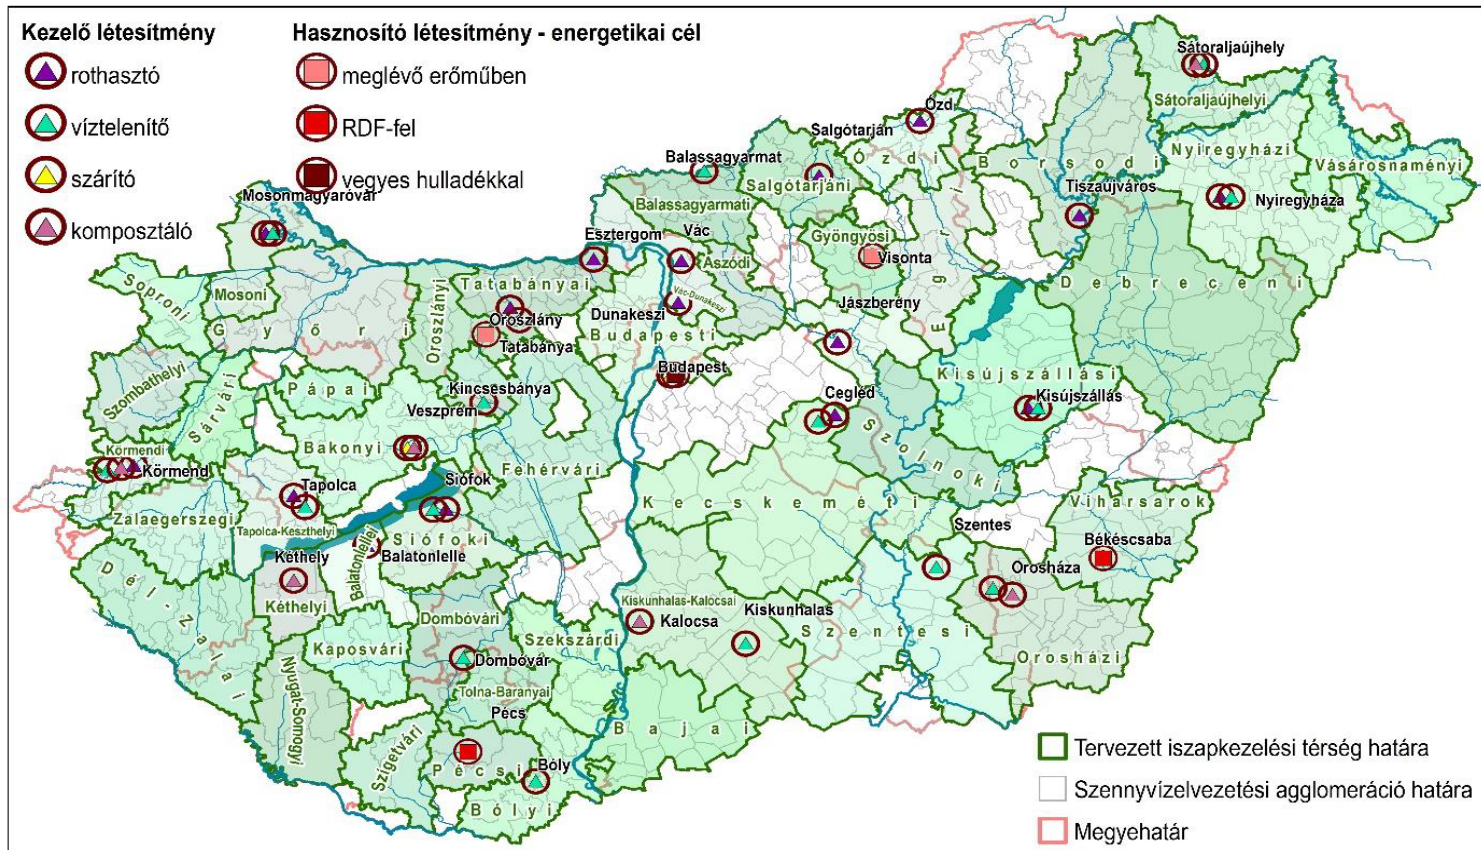 Kezelő létesítmény
rothasztó
víztelenítő
szárító
komposztáló
Hasznosító létesítmény - energetikai cél
meglévő erőműben
RDF-fel
vegyes hulladékkal
Sátoraljaújhely
Sátoraljaújhelyi
Ózd
Salgótarján
Ózdi
Borsodi
Nyiregyházi
Vásárosnaményi
Balassagyarmat
Salgótarjáni
Balassagyarmati
Tiszaújváros
Nyiregyháza
Mosonmagyaróvár
Esztergom
Vác
Aszódi
Gyöngyösi
Visonta
Egri
Debreceni
Soproni
Mosoni
Győri
Oroszlányi
Tatabányai
Vác-Dunakeszi
Dunakeszi
Jászberény
Oroszlány
Tatabánya
Budapesti
Budapest
Szombathelyi
Sárvári
Pápai
Kincsesbánya
Veszprém
Kisújszállási
Kisújszállás
Cegléd
Szolnoki
Bakonyi
Körmendi
Körmend
Fehérvári
Tapolca
Siófok
Kecskeméti
Viharsarok
Zalaegerszegi
Tapolca-Keszthelyi
Siófoki
Szentes
Békéscsaba
Balatonlellei
Balatonlelle
Kéthely
Kéthelyi
Orosháza
Dél-Zalai
Dombóvári
Kiskunhalas-Kalocsai
Kalocsa
Kiskunhalas
Szentesi
Kaposvári
Szekszárdi
Orosházi
Nyugat-Somogyi
Dombóvár
Tolna-Baranyai
Pécs
Bajai
Szigetvári
Pécsi
Bóly
Bólyi
Tervezett iszapkezelési térség határa
Szennyvízelvezetési agglomeráció határa
Megyehatár